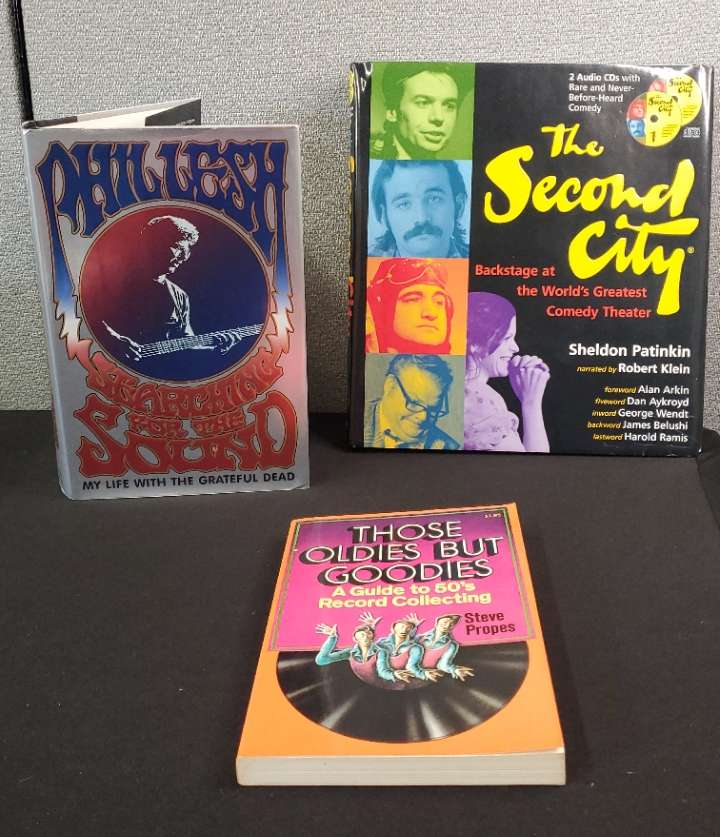 PHIL LESH
SEARCHING
FOR THE
SOUND
MY LIFE WITH THE GRATEFUL DEAD
2 Audio CDs with
Rare and Never-
Before-Heard
Comedy
The
Second
City®
Backstage at
the World's Greatest
Comedy Theater
Sheldon Patinkin
narrated by Robert Klein
foreword Alan Arkin
fiveword Dan Aykroyd
inword George Wendt
backword James Belushi
lastword Harold Ramis
THOSE
OLDIES BUT
GOODIES
A Guide to 50's
Record Collecting
Steve
Propes